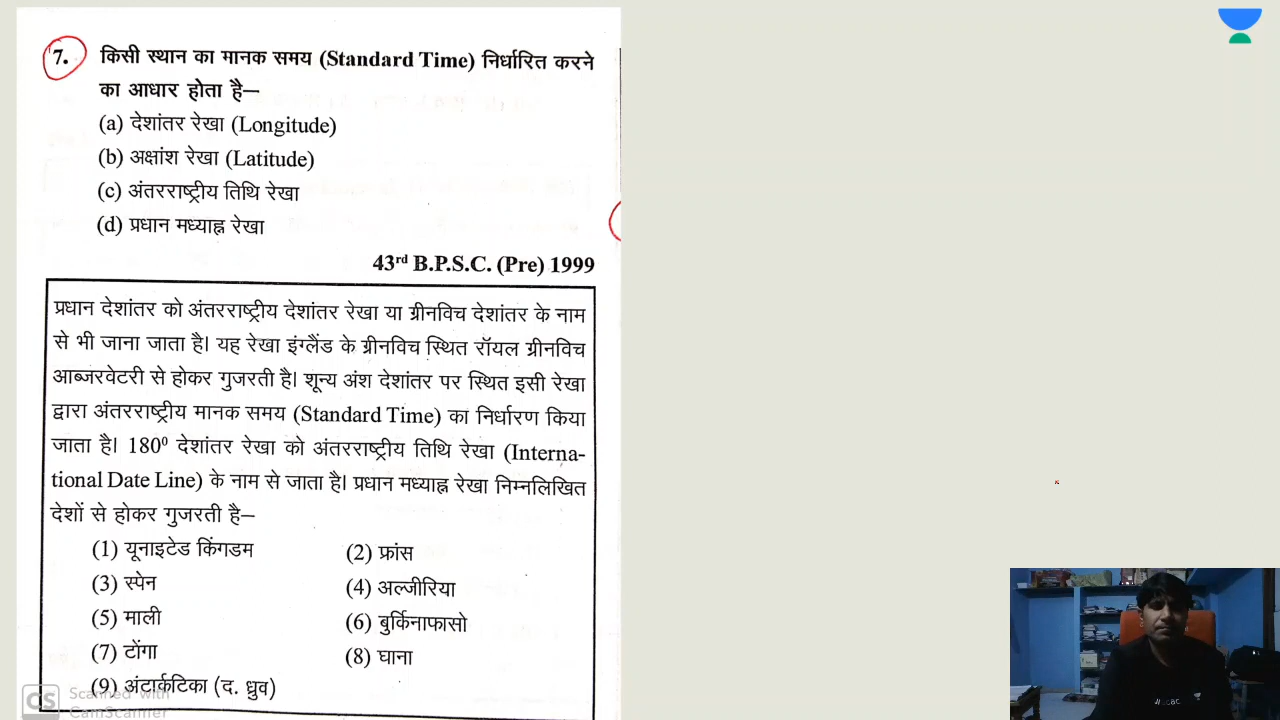 7. किसी स्थान का मानक समय (Standard Time) निर्धारित करने
का आधार होता है–
(a) देशांतर रेखा (Longitude)
(b) अक्षांश रेखा (Latitude)
(c) अंतरराष्ट्रीय तिथि रेखा
(d) प्रधान मध्याह्न रेखा
43rd B.P.S.C. (Pre) 1999
प्रधान देशांतर को अंतरराष्ट्रीय देशांतर रेखा या ग्रीनविच देशांतर के नाम
से भी जाना जाता है। यह रेखा इंग्लैंड के ग्रीनविच स्थित रॉयल ग्रीनविच
आब्जरवेटरी से होकर गुजरती है। शून्य अंश देशांतर पर स्थित इसी रेखा
द्वारा अंतरराष्ट्रीय मानक समय (Standard Time) का निर्धारण किया
जाता है। 180⁰ देशांतर रेखा को अंतरराष्ट्रीय तिथि रेखा (Interna-
tional Date Line) के नाम से जाता है। प्रधान मध्याह्न रेखा निम्नलिखित
देशों से होकर गुजरती है–
(1) यूनाइटेड किंगडम (2) फ्रांस
(3) स्पेन (4) अल्जीरिया
(5) माली (6) बुर्किनाफासो
(7) टोंगा (8) घाना
(9) अंटार्कटिका (द. ध्रुव)
CS Scanned with
CamScanner